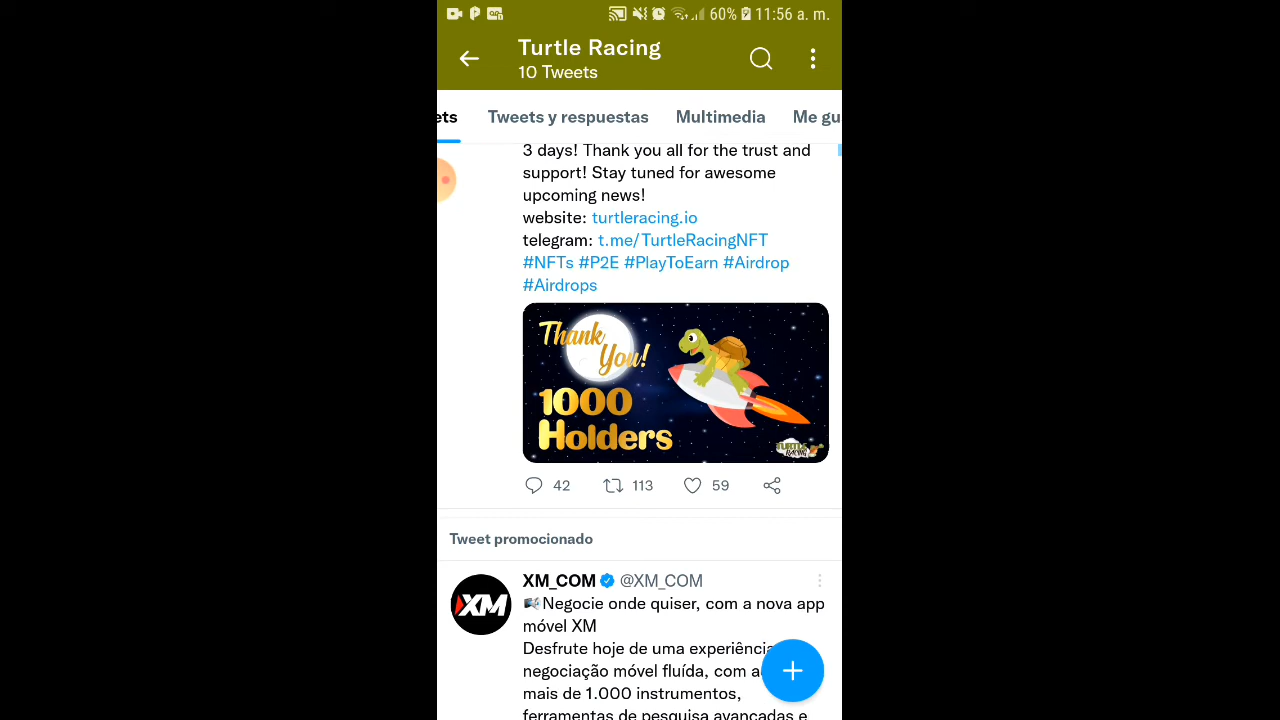 60% 11:56 a. m.
Turtle Racing
10 Tweets
ets Tweets y respuestas Multimedia Me gu
3 days! Thank you all for the trust and
support! Stay tuned for awesome
upcoming news!
website: turtleracing.io
telegram: t.me/TurtleRacingNFT
#NFTs #P2E #PlayToEarn #Airdrop
#Airdrops
Thank
You!
1000
Holders
TURTLE
RACING
42 113 59
Tweet promocionado
XM
XM_COM @XM_COM
Negocie onde quiser, com a nova app
móvel XM
Desfrute hoje de uma experiência
negociação móvel fluída, com a
mais de 1.000 instrumentos,
ferramentas de pesquisa avançadas e